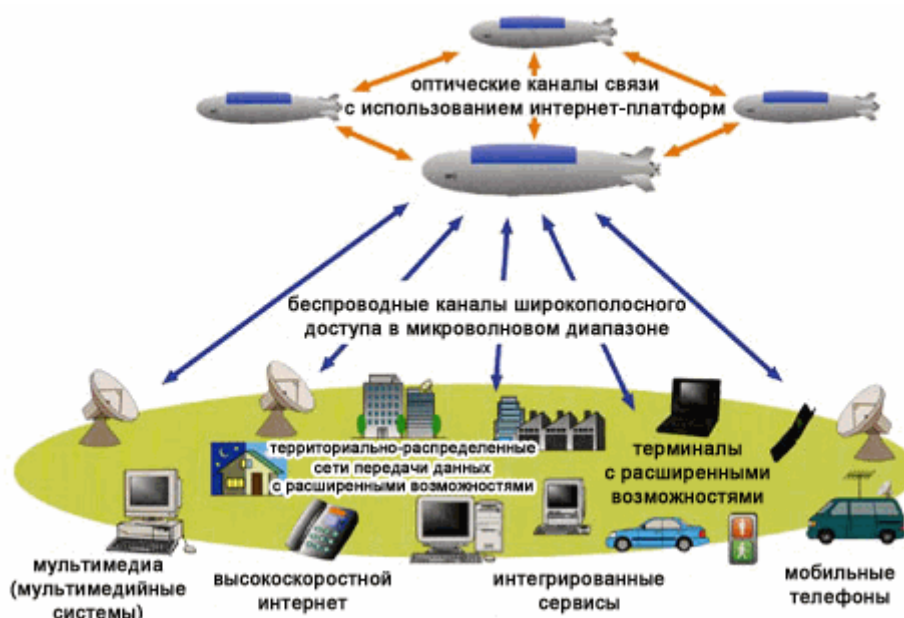 оптические каналы связи
с использованием интернет-платформ
беспроводные каналы широкополосного
доступа в микроволновом диапазоне
территориально-распределенные
сети передачи данных
с расширенными возможностями
терминалы
с расширенными
возможностями
мультимедиа
(мультимедийные
системы)
высокоскоростной
интернет
интегрированные
сервисы
мобильные
телефоны